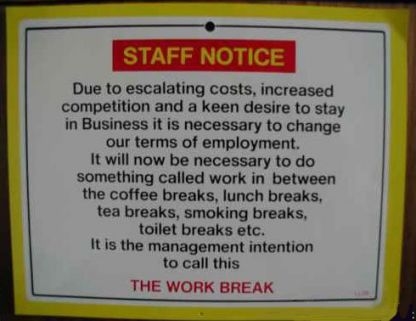 STAFF NOTICE
Due to escalating costs, increased
competition and a keen desire to stay
in Business it is necessary to change
our terms of employment.
It will now be necessary to do
something called work in between
the coffee breaks, lunch breaks,
tea breaks, smoking breaks,
toilet breaks etc.
It is the management intention
to call this
THE WORK BREAK